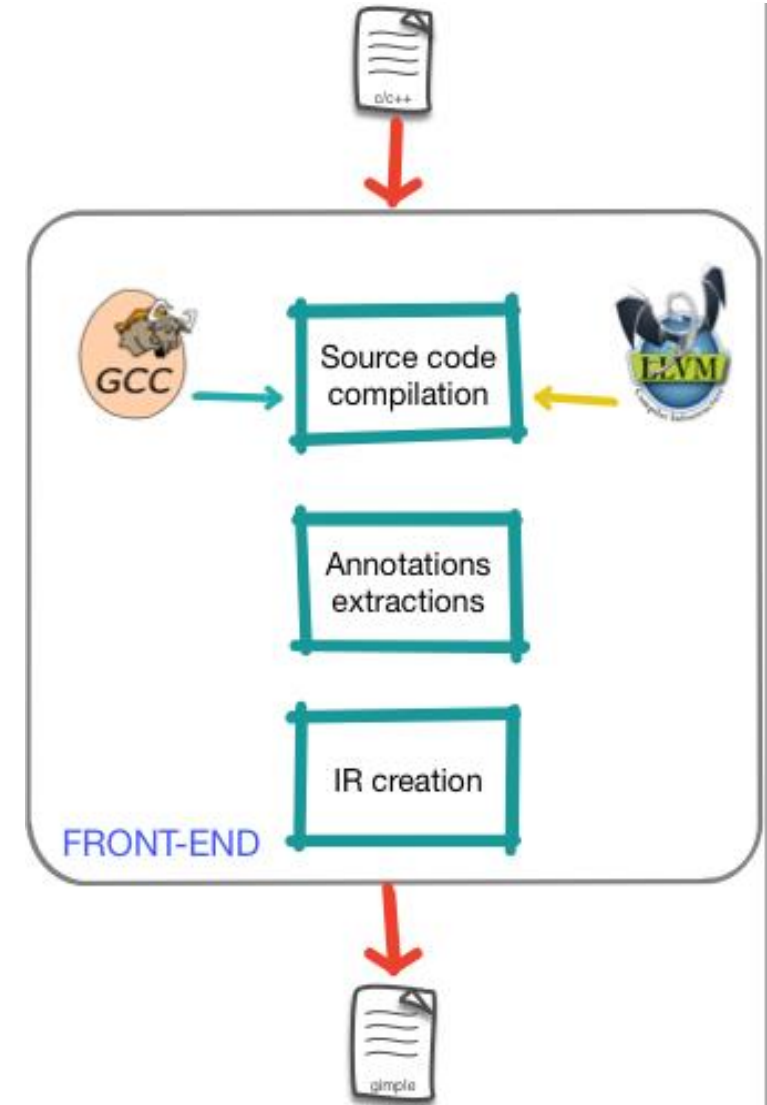 c/c++
GCC
Source code
compilation
LLVM
Annotations
extractions
IR creation
FRONT-END
gimple